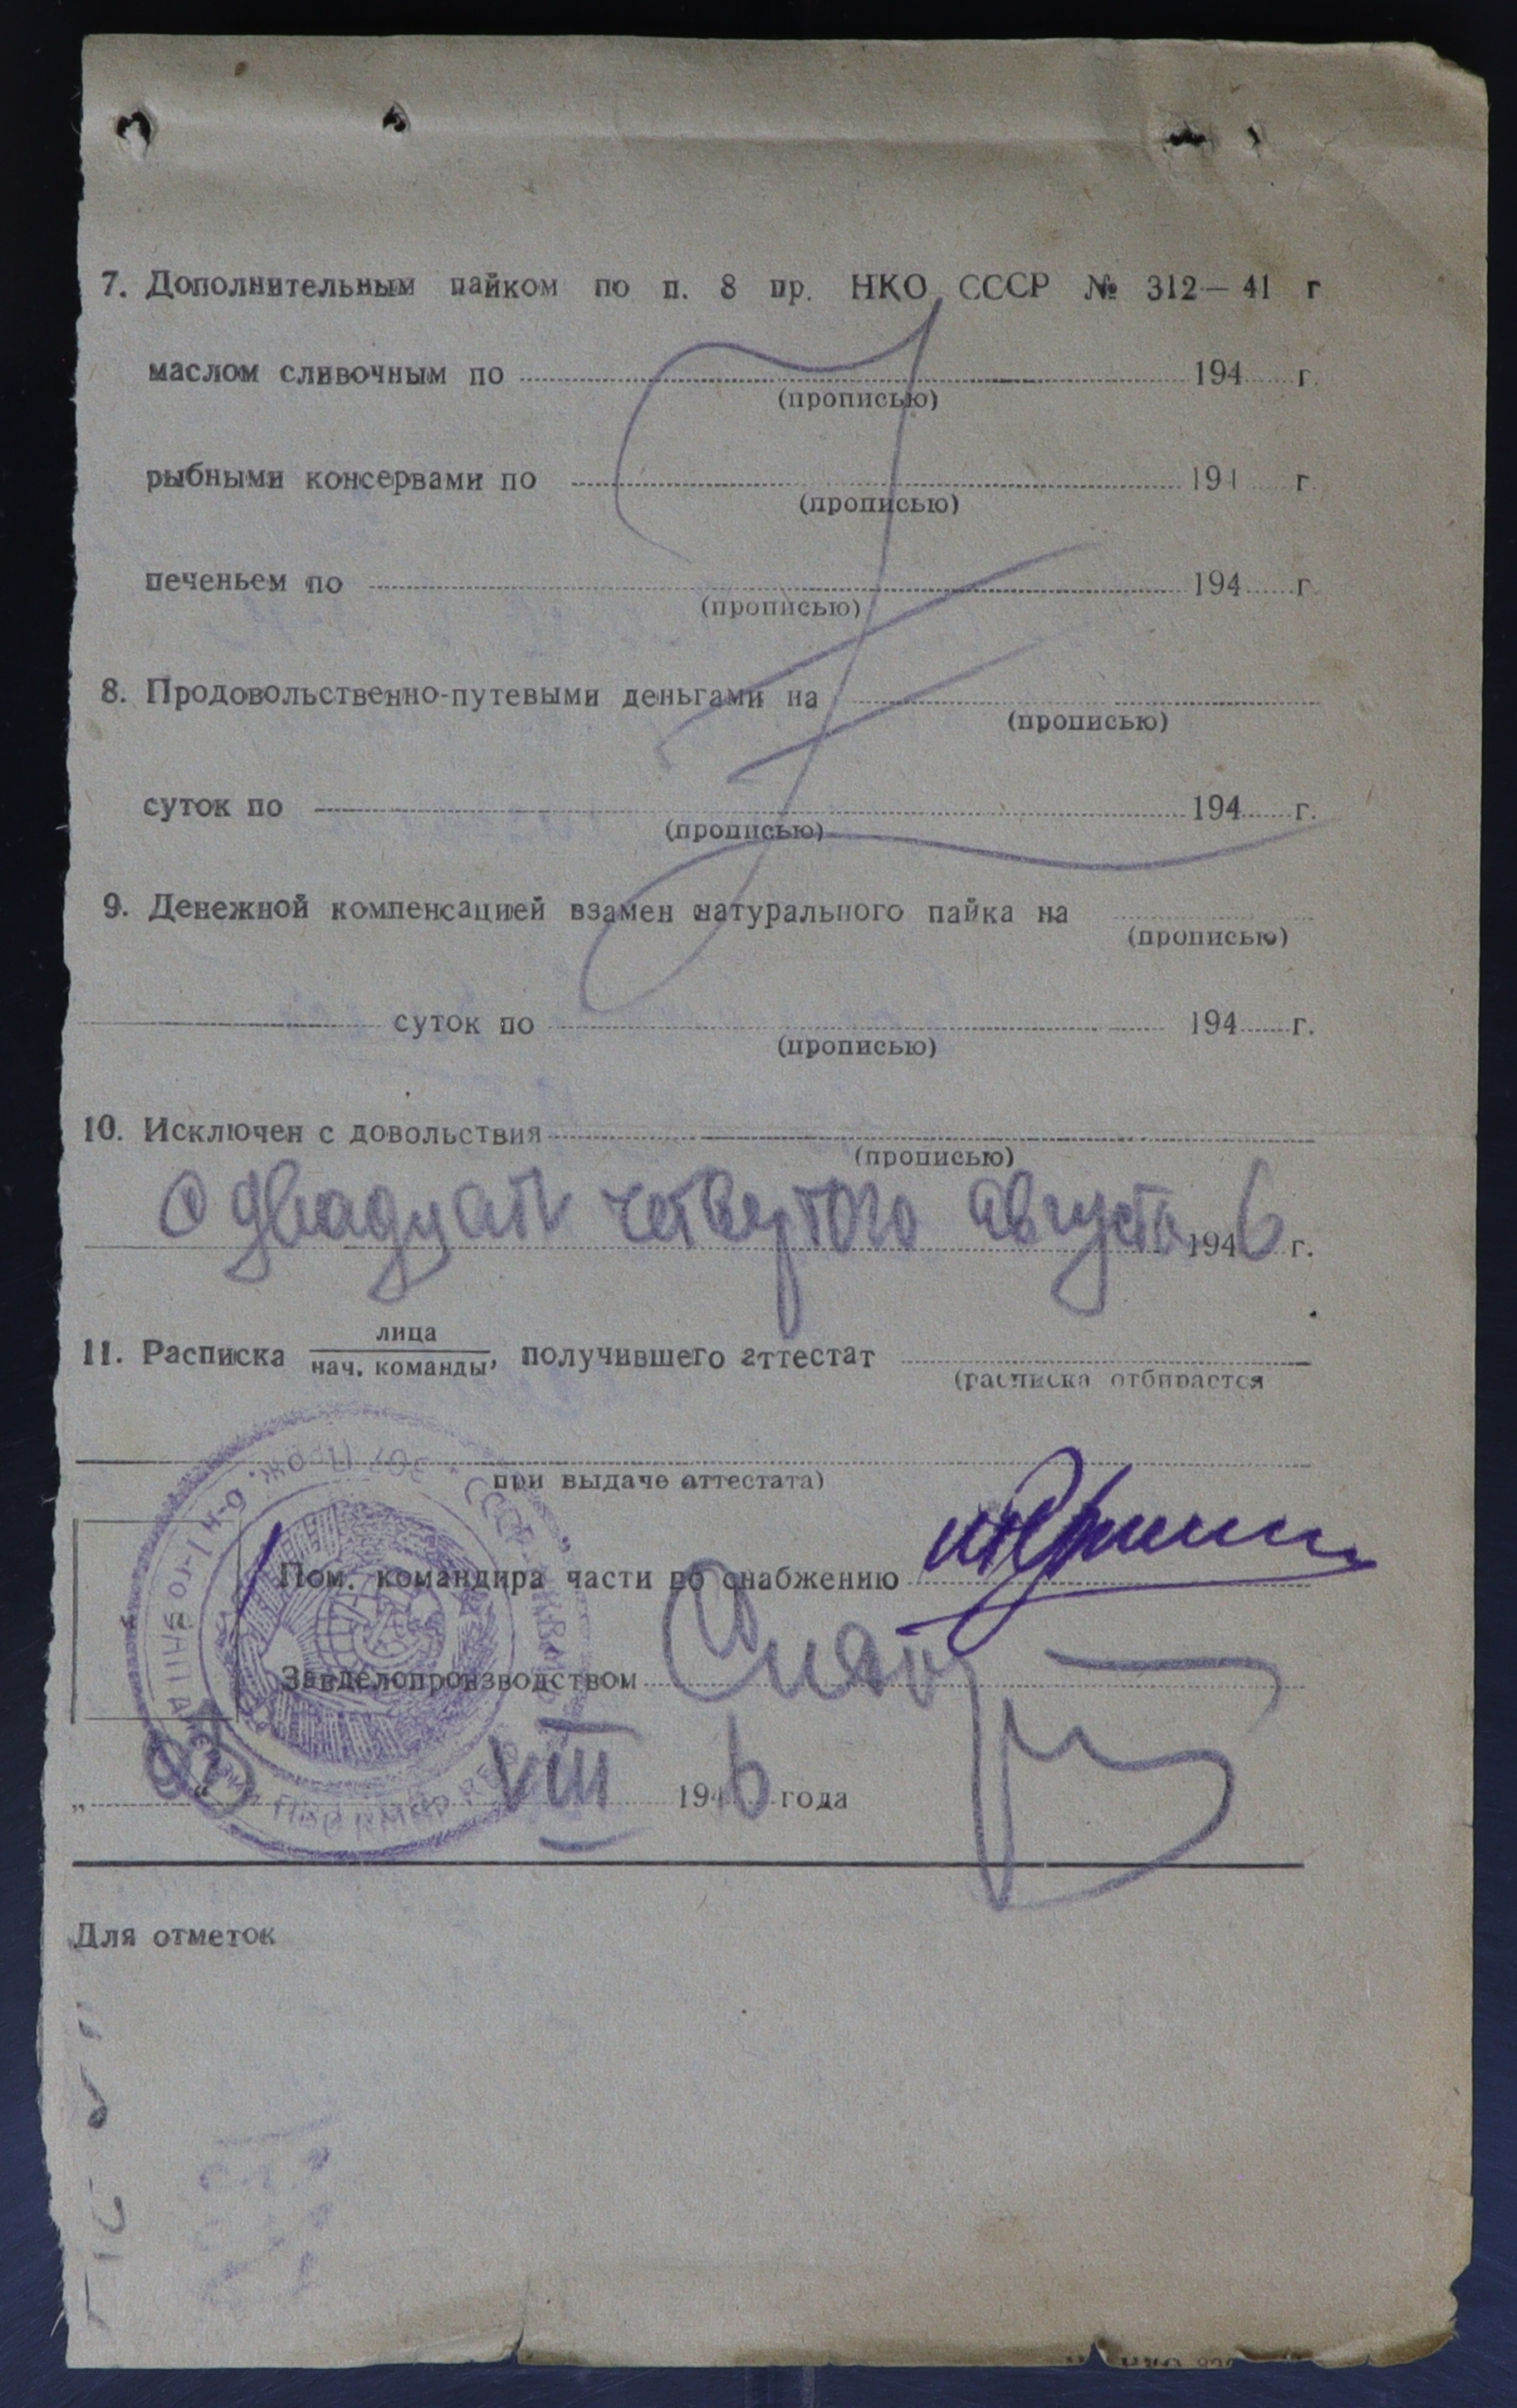 7. Дополнительным пайком по п. 8 пр. НКО СССР № 312—41 г
маслом сливочным по 194 г.
(прописью)
рыбными консервами по 194 г.
(прописью)
печеньем по 194 г.
(прописью)
8. Продовольственно-путевыми деньгами на
(прописью)
суток по 194 г.
(прописью)
9. Денежной компенсацией взамен натурального пайка на
(прописью)
суток по 194 г.
(прописью)
10. Исключен с довольствия
(прописью)
с двадцать четвертого августа 1946 г.
лица
11. Расписка нач. команды, получившего аттестат
(расписка отбирается
при выдаче аттестата)
Пом. командира части по снабжению
Завделопроизводством
„ 23 “ VIII 1946 года
Для отметок